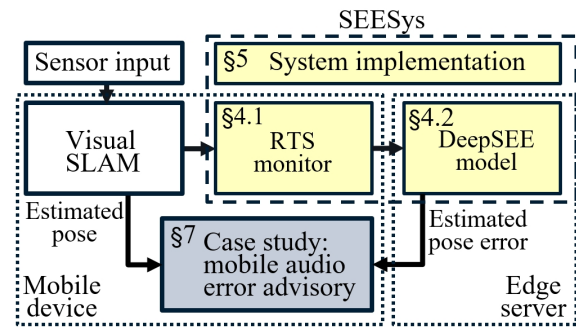 SEESys
Sensor input
§5 System implementation
Visual
SLAM
§4.1
RTS
monitor
§4.2
DeepSEE
model
Estimated
pose
§7 Case study:
mobile audio
error advisory
Estimated
pose error
Mobile
device
Edge
server